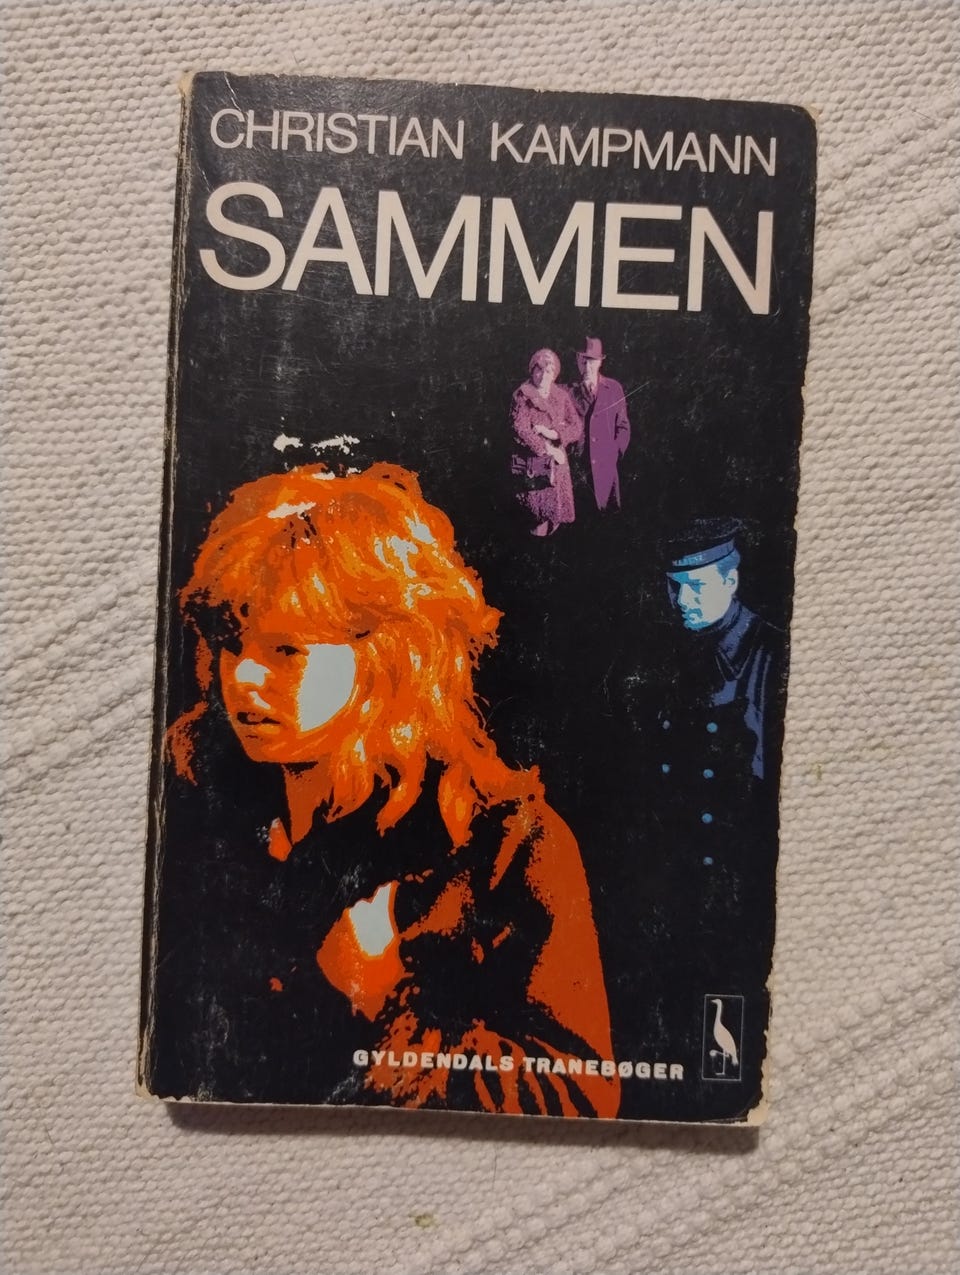 CHRISTIAN KAMPMANN
SAMMEN
GYLDENDALS TRANEBØGER